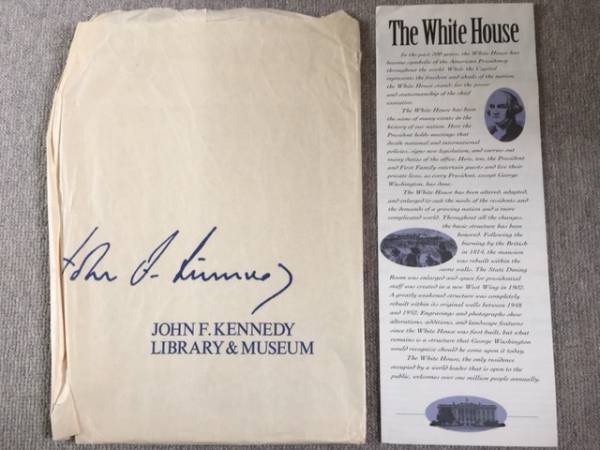 John F. Kennedy
JOHN F. KENNEDY
LIBRARY & MUSEUM
The White House
In the past 200 years, the White House has
become symbolic of the American Presidency
throughout the world. While the Capitol
represents the freedom and ideals of the nation,
the White House stands for the power
and statesmanship of the chief
executive.
The White House has been
the scene of many events in the
history of our nation. Here the
President holds meetings that
deal with national and international
policies, signs new legislation, and carries out
many duties of the office. Here, too, the President
and First Family entertain guests and live their
private lives, as every President, except George
Washington, has done.
The White House has been altered, adapted,
and enlarged to suit the needs of the residents and
the demands of a growing nation and a more
complicated world. Throughout all the changes,
the basic structure has been
honored. Following the
burning by the British
in 1814, the mansion
was rebuilt within the
same walls. The State Dining
Room was enlarged and space for presidential
staff was created in a new West Wing in 1902.
A greatly weakened structure was completely
rebuilt within its original walls between 1948
and 1952. Engravings and photographs show
alterations, additions, and landscape features
since the White House was first built, but what
remains is a structure that George Washington
would recognize should he come upon it today.
The White House, the only residence
occupied by a world leader that is open to the
public, welcomes over one million people annually.